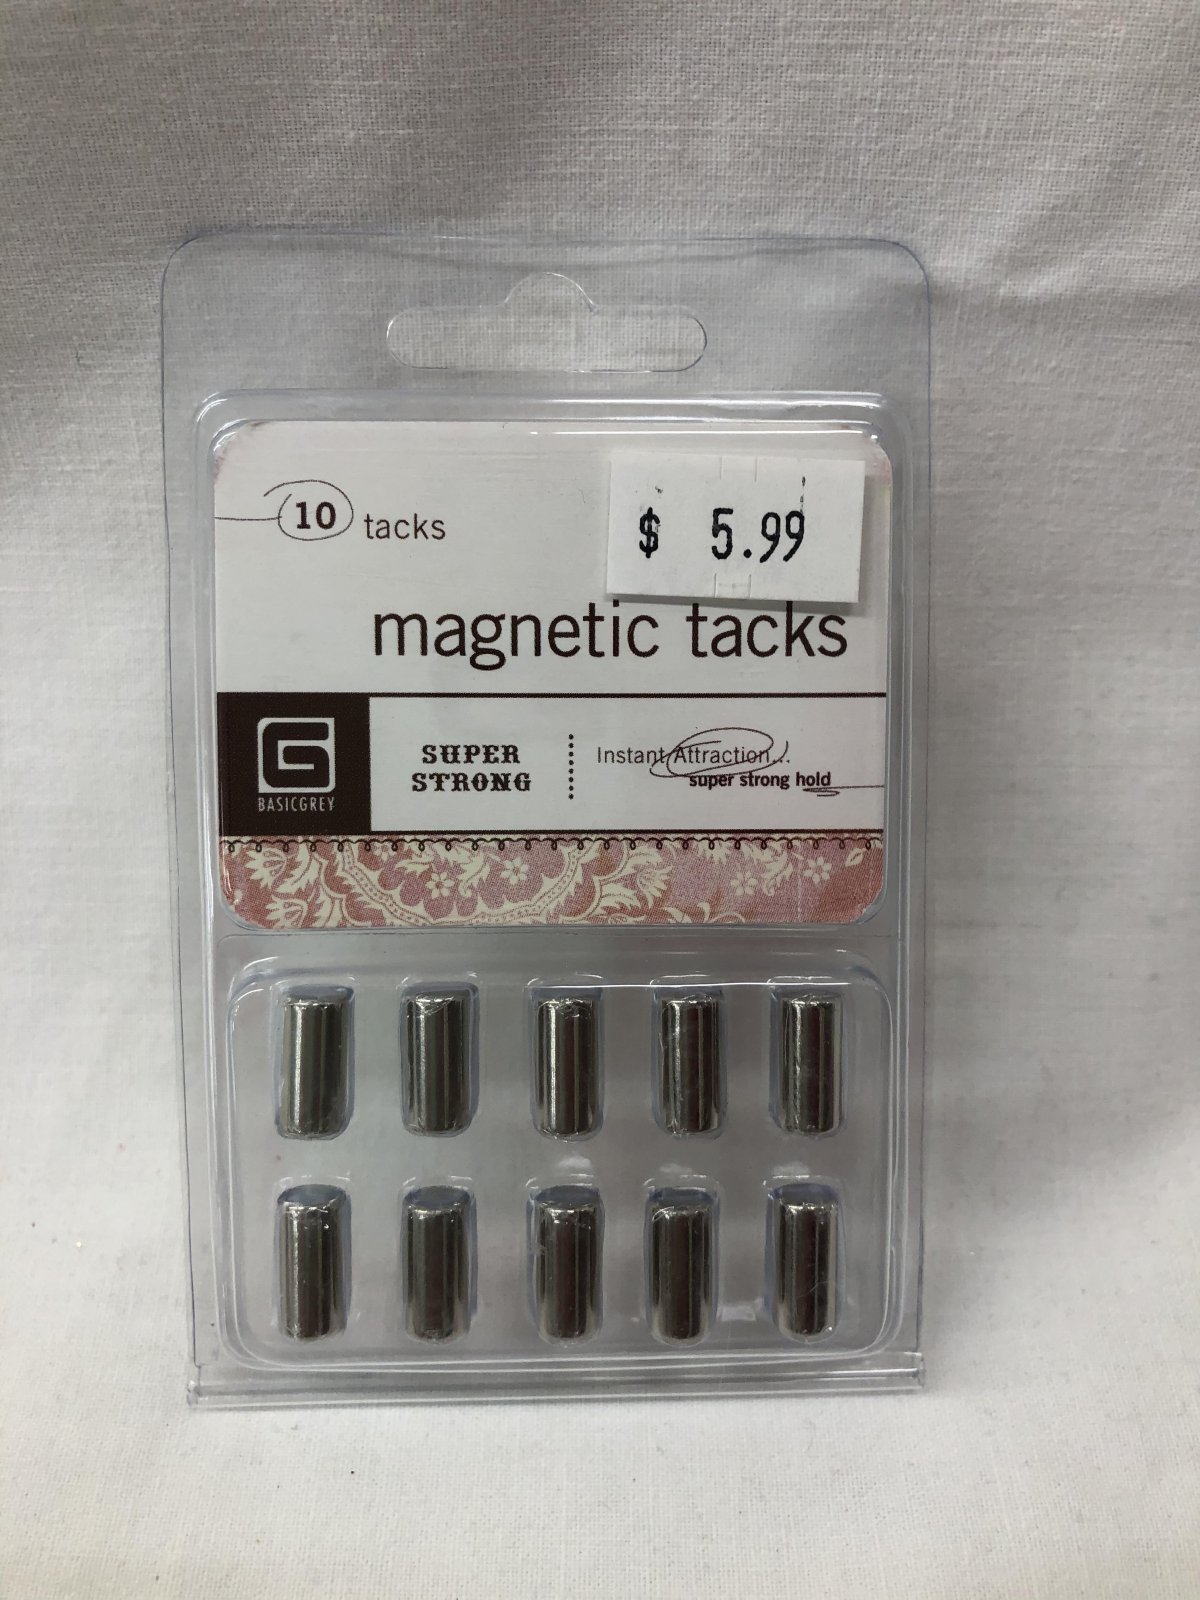 10 tacks
$ 5.99
magnetic tacks
G
BASICGREY
SUPER
STRONG
Instant Attraction...
super strong hold